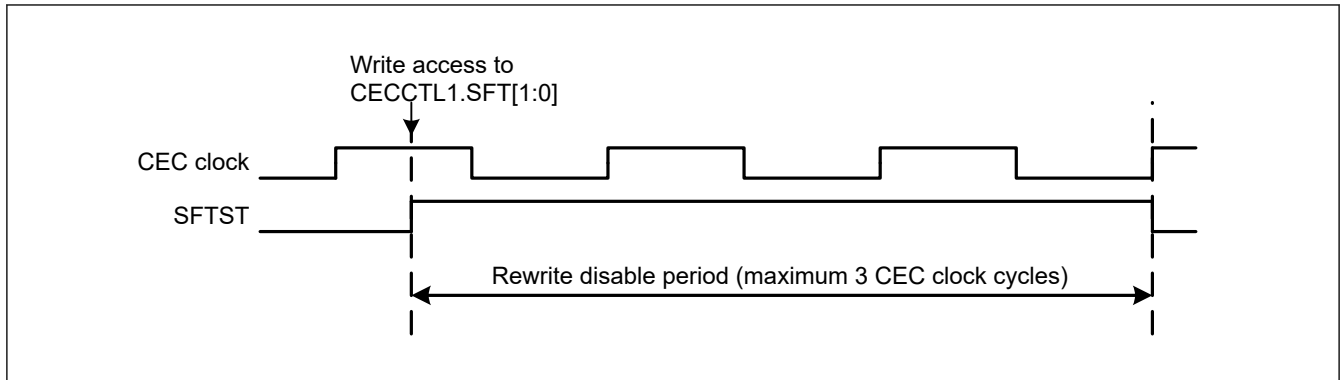 Write access to
CECCTL1.SFT[1:0]
CEC clock
SFTST
Rewrite disable period (maximum 3 CEC clock cycles)